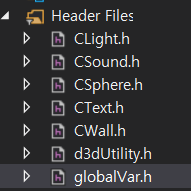 Header Files
CLight.h
CSound.h
CSphere.h
CText.h
CWall.h
d3dUtility.h
globalVar.h